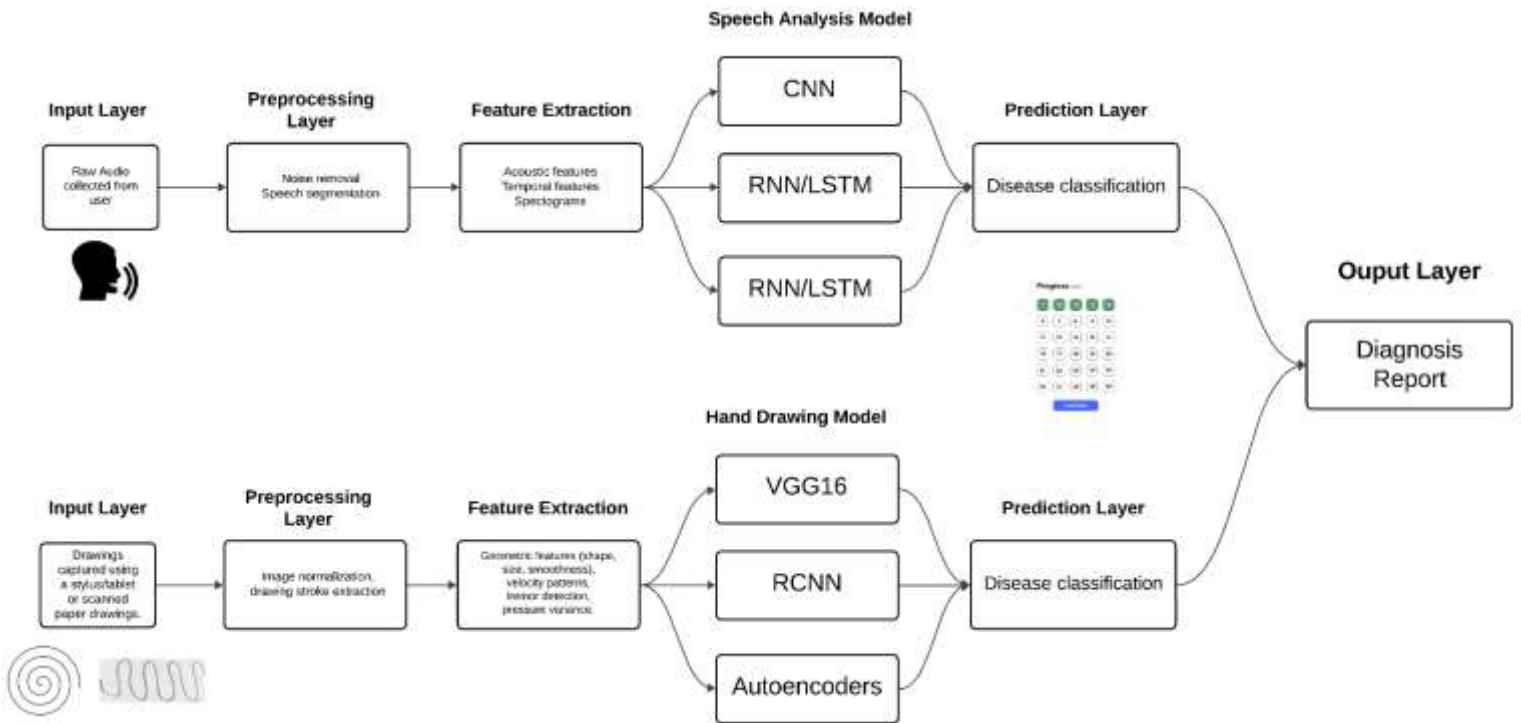 Speech Analysis Model
CNN
Input Layer
Preprocessing
Layer
Feature Extraction
Prediction Layer
Raw Audio
collected from
user
Noise removal
Speech segmentation
Acoustic features
Temporal features
Spectograms
RNN/LSTM
Disease classification
RNN/LSTM
Ouput Layer
Progress
Diagnosis
Report
Hand Drawing Model
VGG16
Input Layer
Preprocessing
Layer
Feature Extraction
Prediction Layer
Drawings
captured using
a stylus/tablet
or scanned
paper drawings.
Image normalization,
drawing stroke extraction
Geometric features (shape,
size, smoothness),
velocity patterns,
tremor detection,
pressure variance.
RCNN
Disease classification
Autoencoders